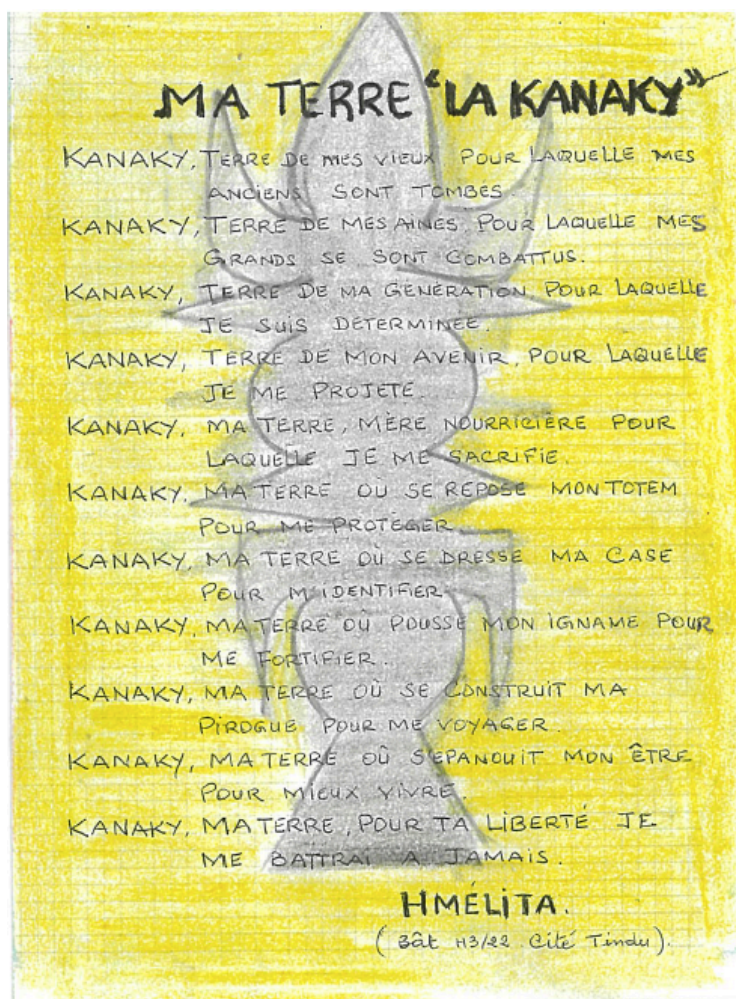 MA TERRE "LA KANAKY"
KANAKY, TERRE DE MES VIEUX POUR LAQUELLE MES
ANCIENS SONT TOMBES.
KANAKY, TERRE DE MES AINES, POUR LAQUELLE MES
GRANDS SE SONT COMBATTUS.
KANAKY, TERRE DE MA GENERATION POUR LAQUELLE
JE SUIS DETERMINEE.
KANAKY, TERRE DE MON AVENIR, POUR LAQUELLE
JE ME PROJETE.
KANAKY, MA TERRE, MÈRE NOURRICIÈRE POUR
LAQUELLE JE ME SACRIFIE.
KANAKY, MA TERRE OÙ SE REPOSE MON TOTEM
POUR ME PROTEGER.
KANAKY, MA TERRE OÙ SE DRESSE MA CASE
POUR M'IDENTIFIER
KANAKY, MA TERRE OÙ POUSSE MON IGNAME POUR
ME FORTIFIER.
KANAKY, MA TERRE OÙ SE CONSTRUIT MA
PIROGUE POUR ME VOYAGER.
KANAKY, MA TERRE OÙ S'EPANOUIT MON ÊTRE
POUR MIEUX VIVRE.
KANAKY, MA TERRE, POUR TA LIBERTÉ JE
ME BATTRAI A JAMAIS.
HMÉLITA.
(Bât H3/22 Cité Tindu).